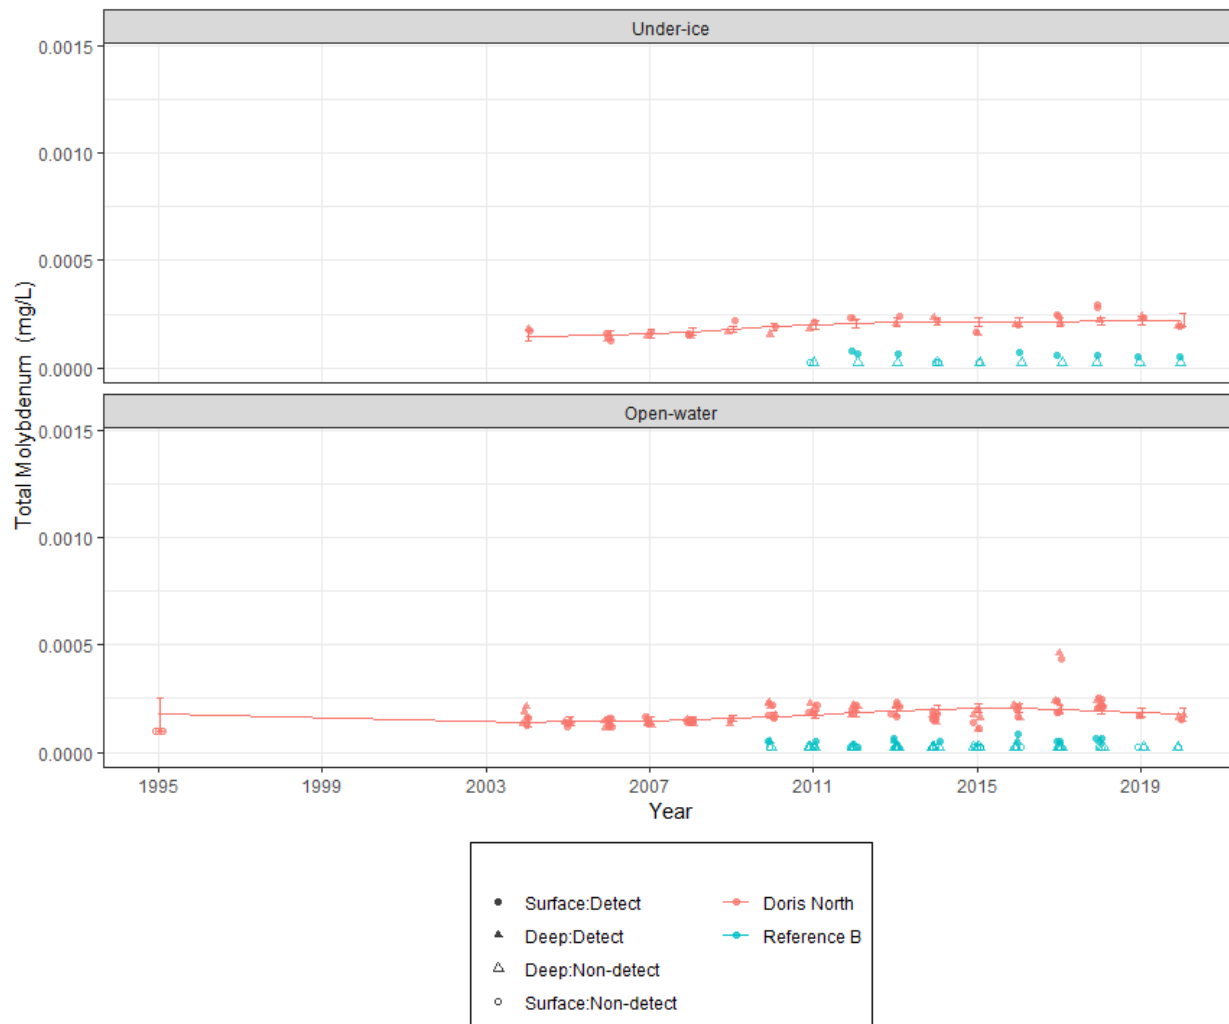 Under-ice
0.0015
0.0010
0.0005
0.0000
Total Molybdenum (mg/L)
Open-water
0.0015
0.0010
0.0005
0.0000
1995 1999 2003 2007 2011 2015 2019
Year
Surface:Detect Doris North
Deep:Detect Reference B
Deep:Non-detect
Surface:Non-detect